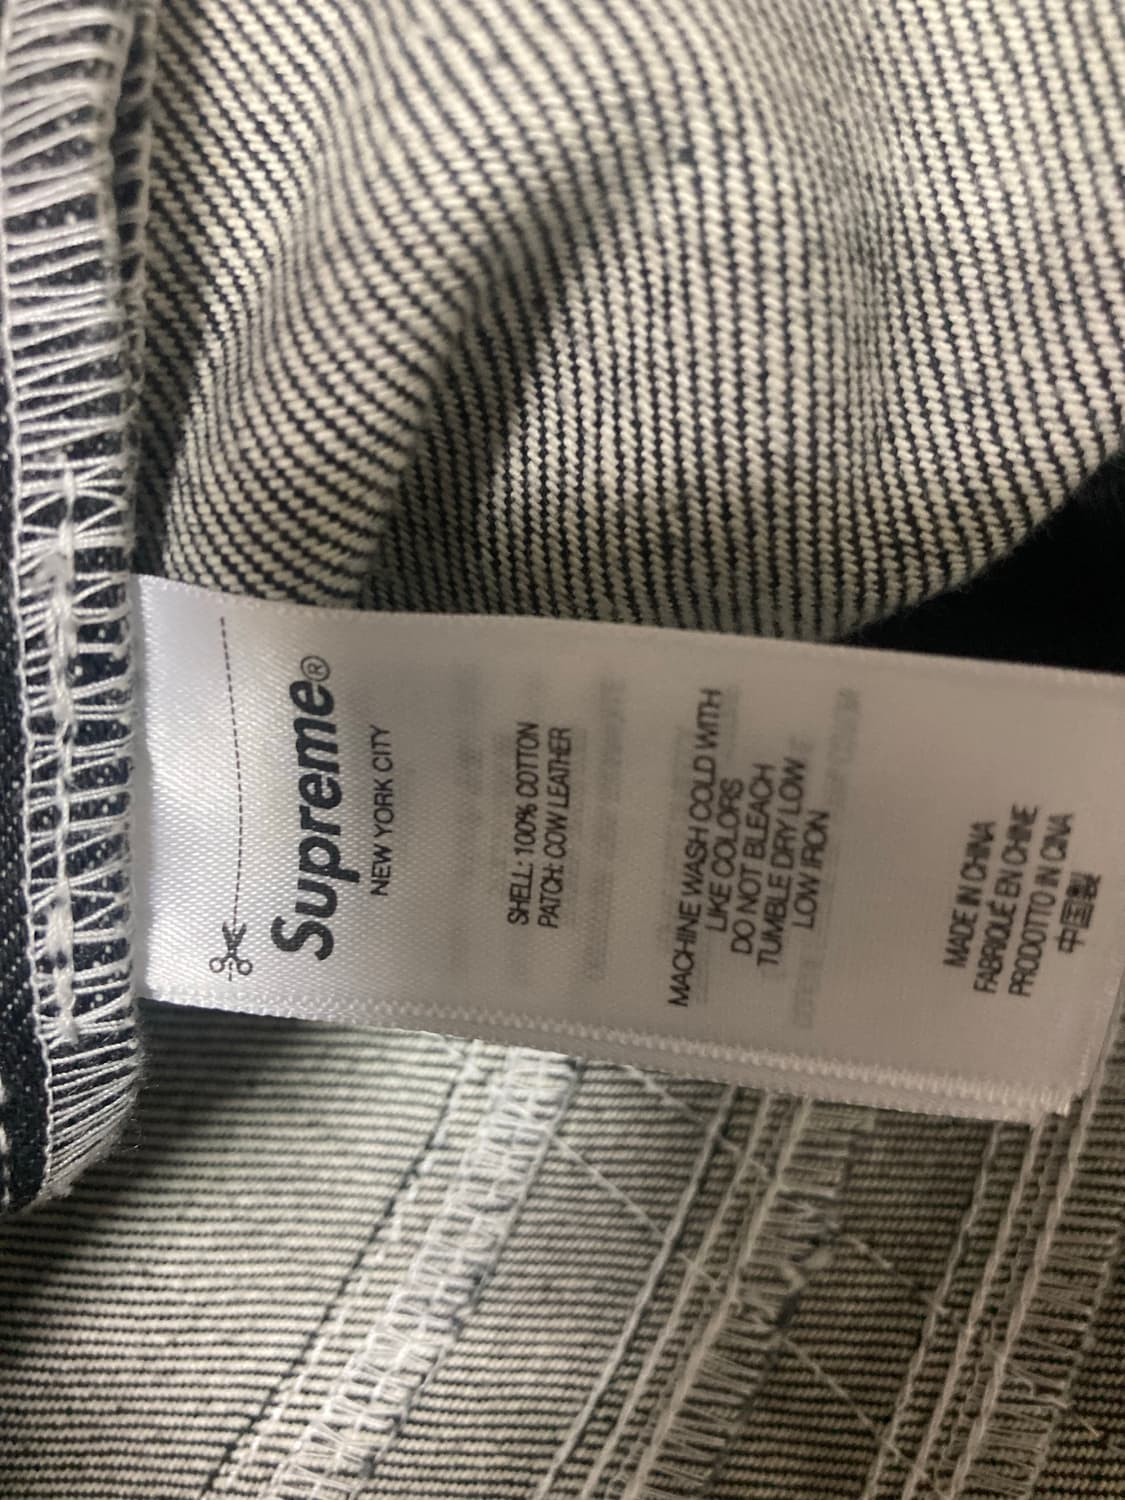 Supreme®
NEW YORK CITY
SHELL: 100% COTTON
PATCH: COW LEATHER
MACHINE WASH COLD WITH
LIKE COLORS
DO NOT BLEACH
TUMBLE DRY LOW
LOW IRON
MADE IN CHINA
FABRIQUÉ EN CHINE
PRODOTTO IN CINA
中国製